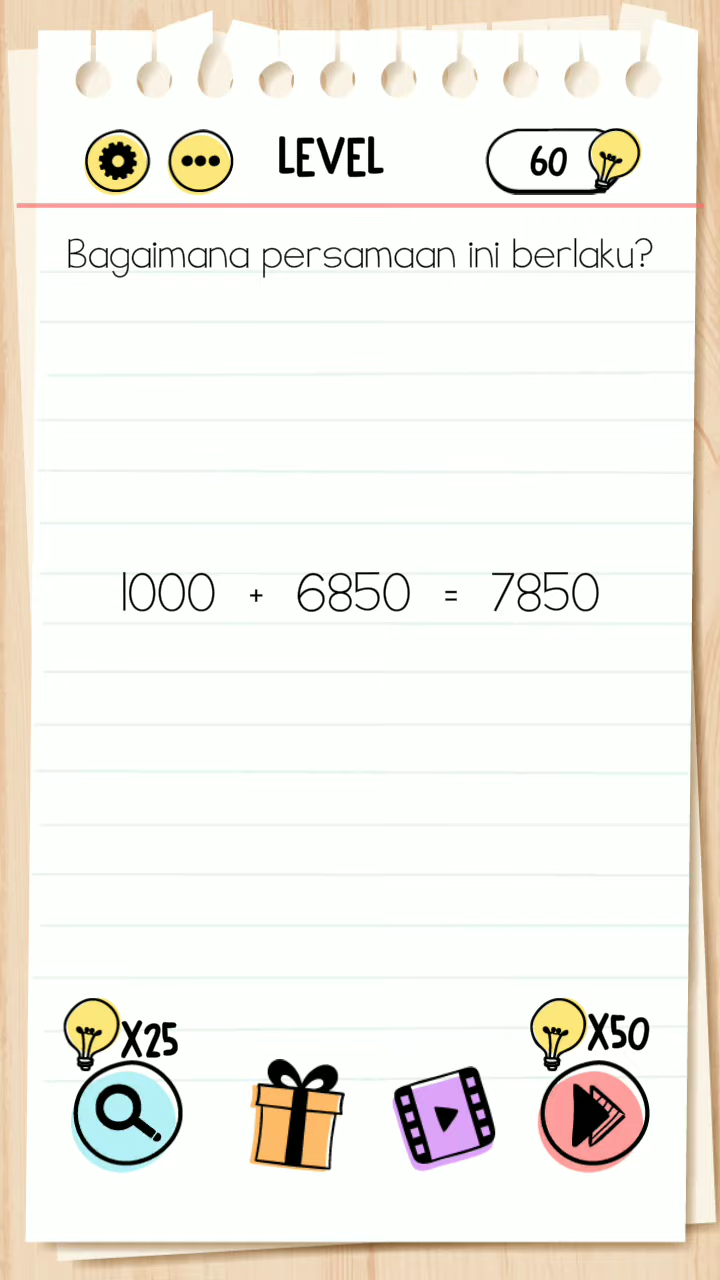 LEVEL
60
Bagaimana persamaan ini berlaku?
1000 + 6850 = 7850
X25
X50